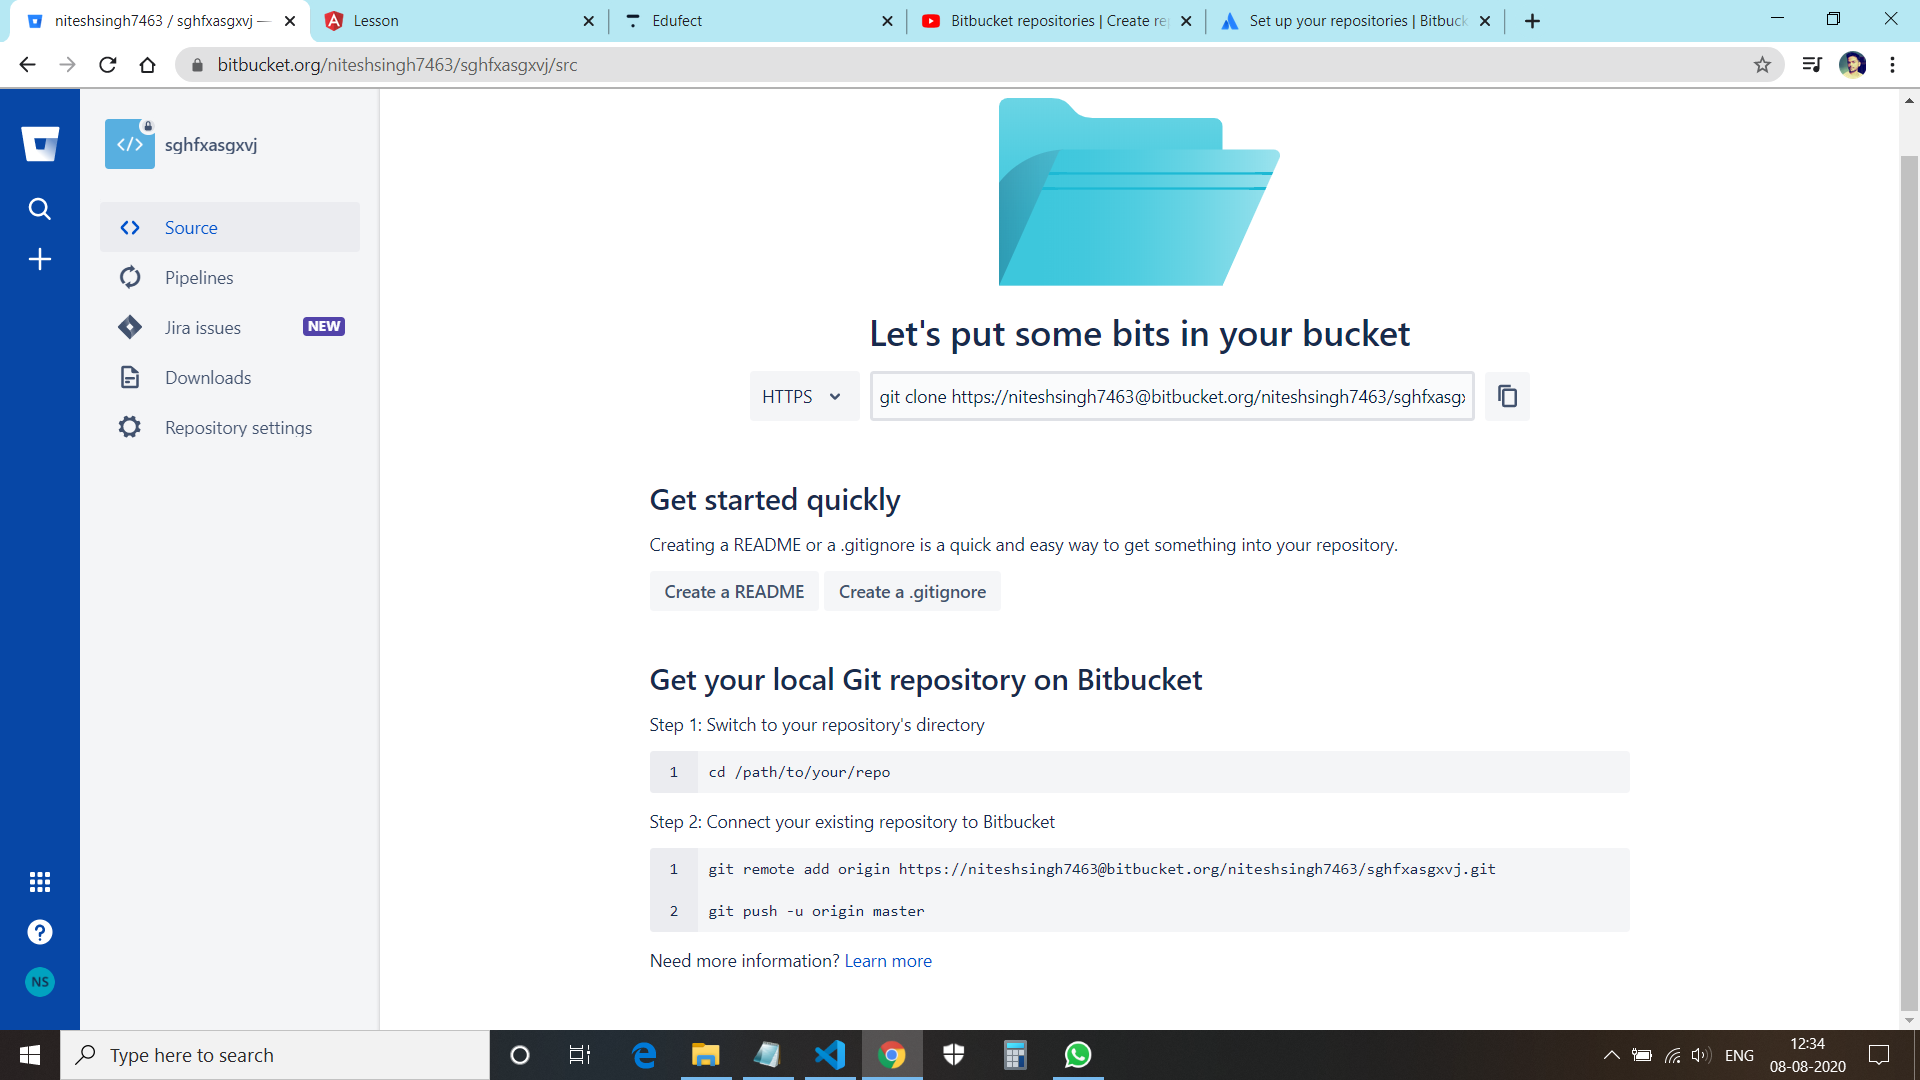 niteshsingh7463 / sghfxasgxvj —
Lesson
Edufect
Bitbucket repositories | Create re
Set up your repositories | Bitbuck
bitbucket.org/niteshsingh7463/sghfxasgxvj/src
sghfxasgxvj
Source
Pipelines
Jira issues NEW
Downloads
Repository settings
NS
Let's put some bits in your bucket
HTTPS
git clone https://niteshsingh7463@bitbucket.org/niteshsingh7463/sghfxasgx
Get started quickly
Creating a README or a .gitignore is a quick and easy way to get something into your repository.
Create a README Create a .gitignore
Get your local Git repository on Bitbucket
Step 1: Switch to your repository's directory
1 cd /path/to/your/repo
Step 2: Connect your existing repository to Bitbucket
1 git remote add origin https://niteshsingh7463@bitbucket.org/niteshsingh7463/sghfxasgxvj.git
2 git push -u origin master
Need more information? Learn more
Type here to search
ENG
12:34
08-08-2020